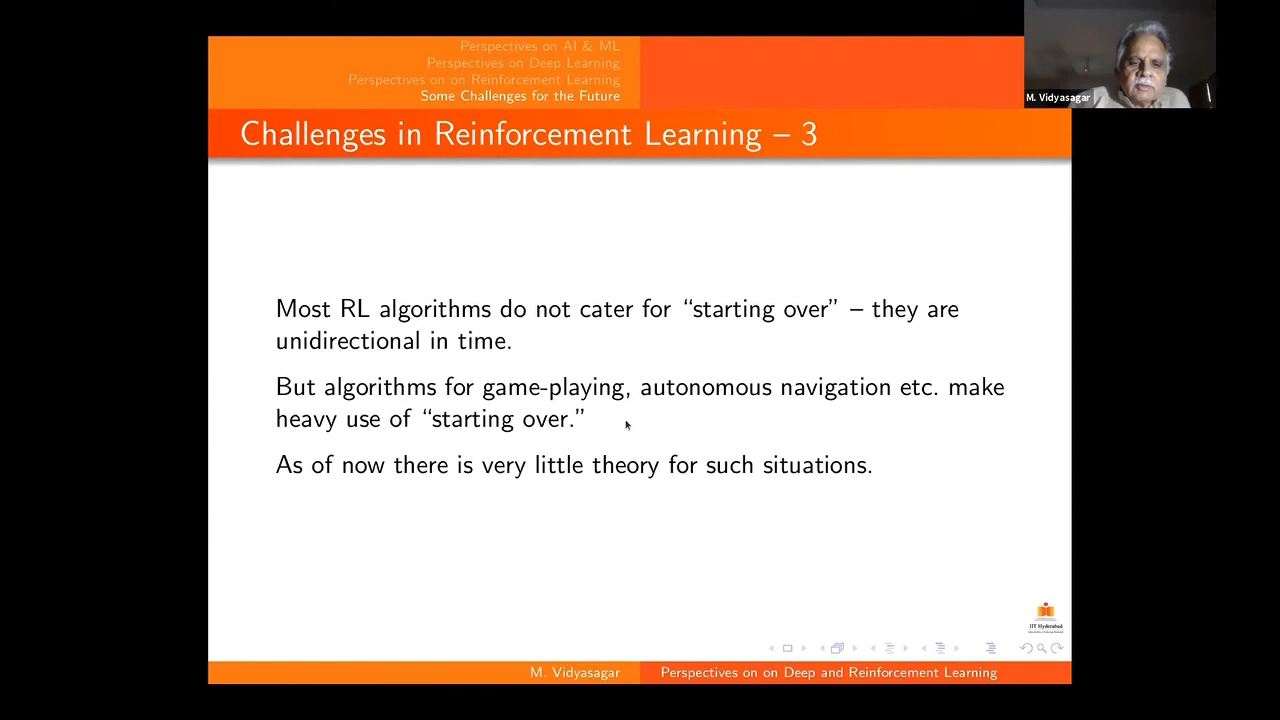 Perspectives on AI & ML
Perspectives on Deep Learning
Perspectives on on Reinforcement Learning
Some Challenges for the Future
M. Vidyasagar
Challenges in Reinforcement Learning – 3
Most RL algorithms do not cater for “starting over” – they are
unidirectional in time.
But algorithms for game-playing, autonomous navigation etc. make
heavy use of “starting over.”
As of now there is very little theory for such situations.
IIT Hyderabad
M. Vidyasagar
Perspectives on on Deep and Reinforcement Learning